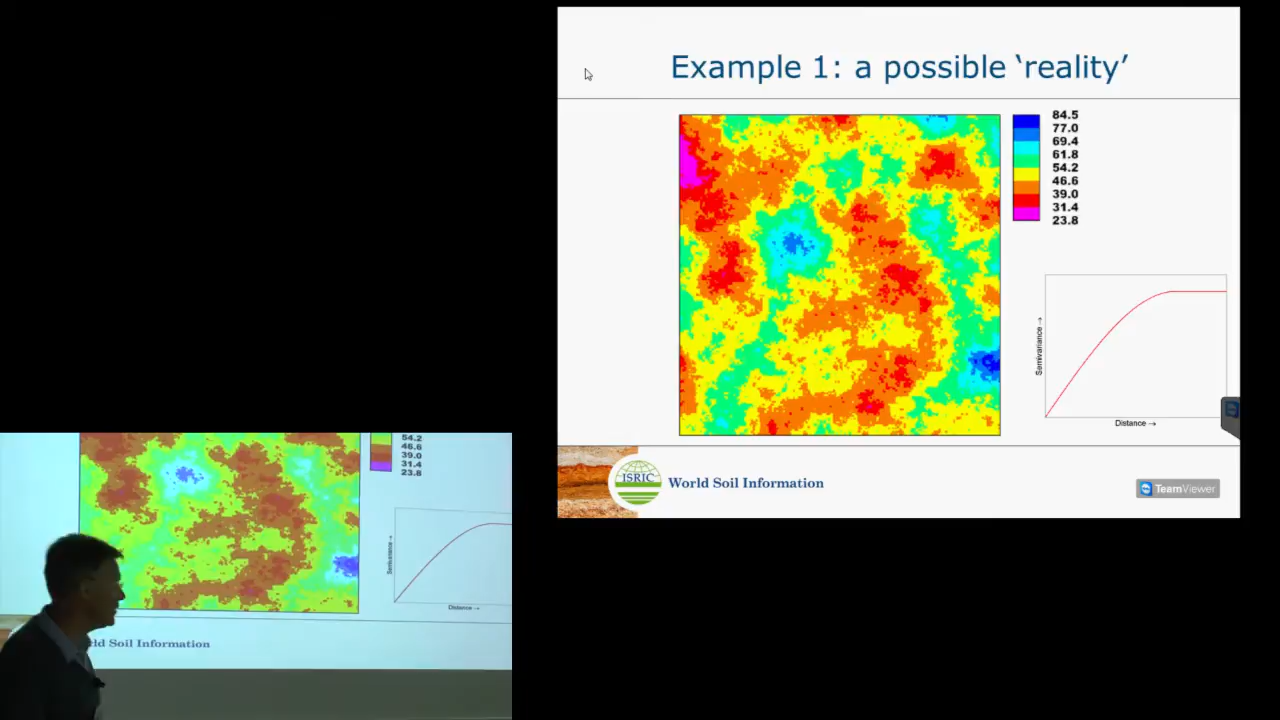 Example 1: a possible ‘reality’
84.5
77.0
69.4
61.8
54.2
46.6
39.0
31.4
23.8
Semivariance →
Distance →
ISRIC
World Soil Information
TeamViewer
54.2
46.6
39.0
31.4
23.8
Semivariance →
Distance →
ld Soil Information